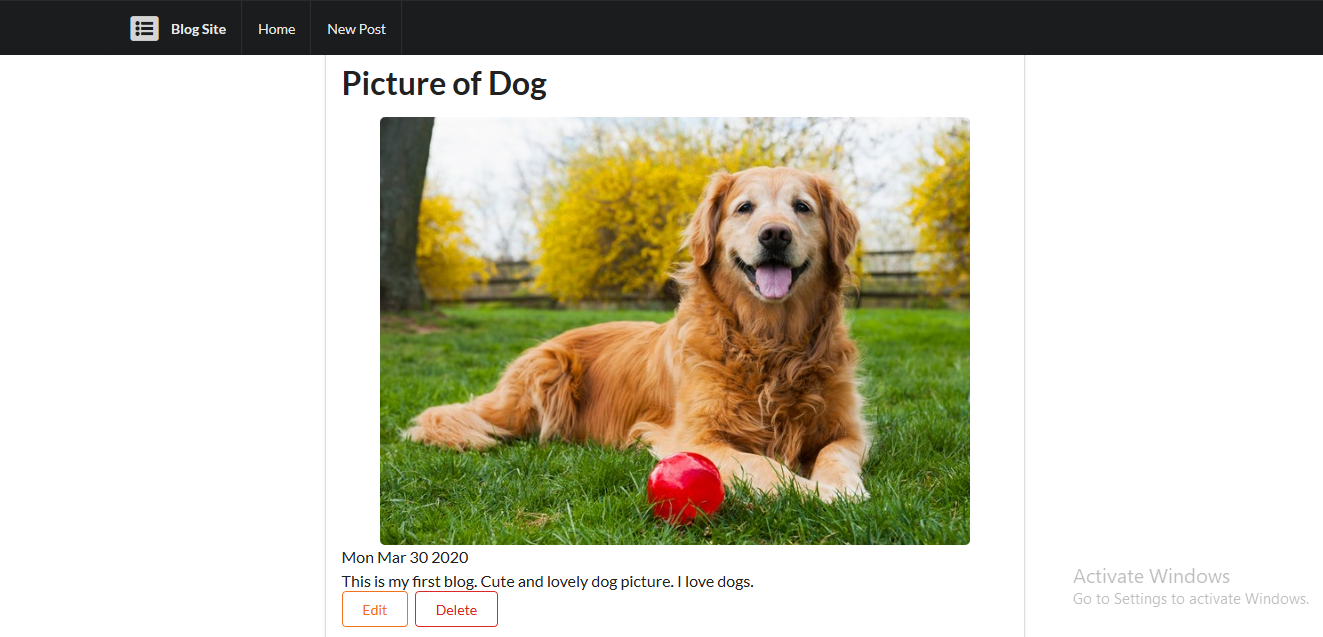 Blog Site Home New Post
Picture of Dog
Mon Mar 30 2020
This is my first blog. Cute and lovely dog picture. I love dogs.
Edit Delete
Activate Windows
Go to Settings to activate Windows.